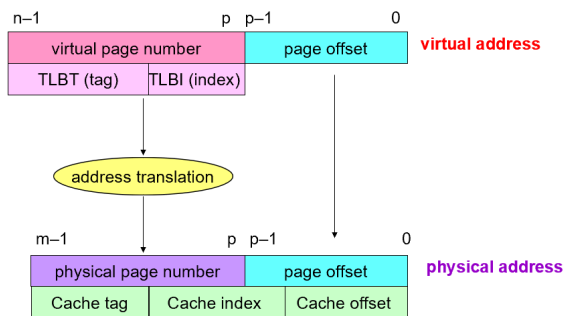 n–1 p p–1 0
virtual page number page offset virtual address
TLBT (tag) TLBI (index)
address translation
m–1 p p–1 0
physical page number page offset physical address
Cache tag Cache index Cache offset